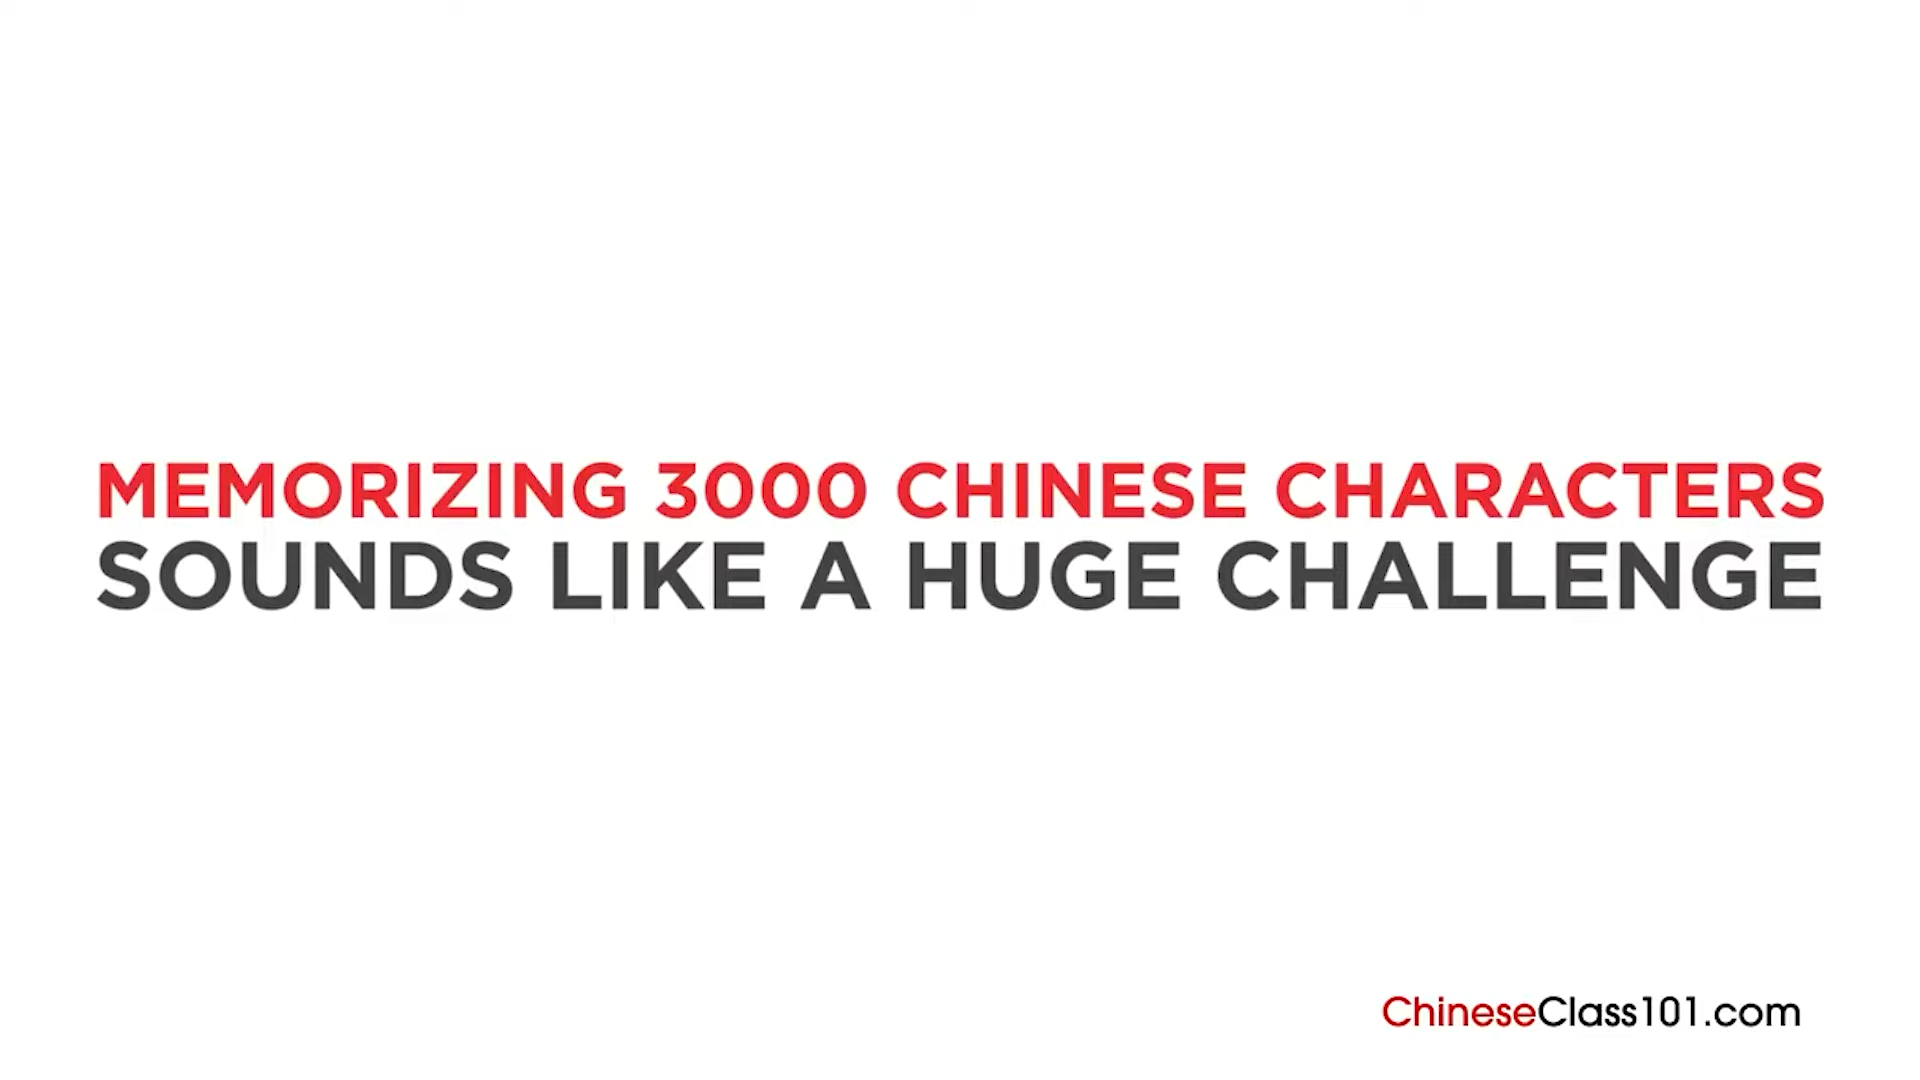 MEMORIZING 3000 CHINESE CHARACTERS
SOUNDS LIKE A HUGE CHALLENGE
ChineseClass101.com